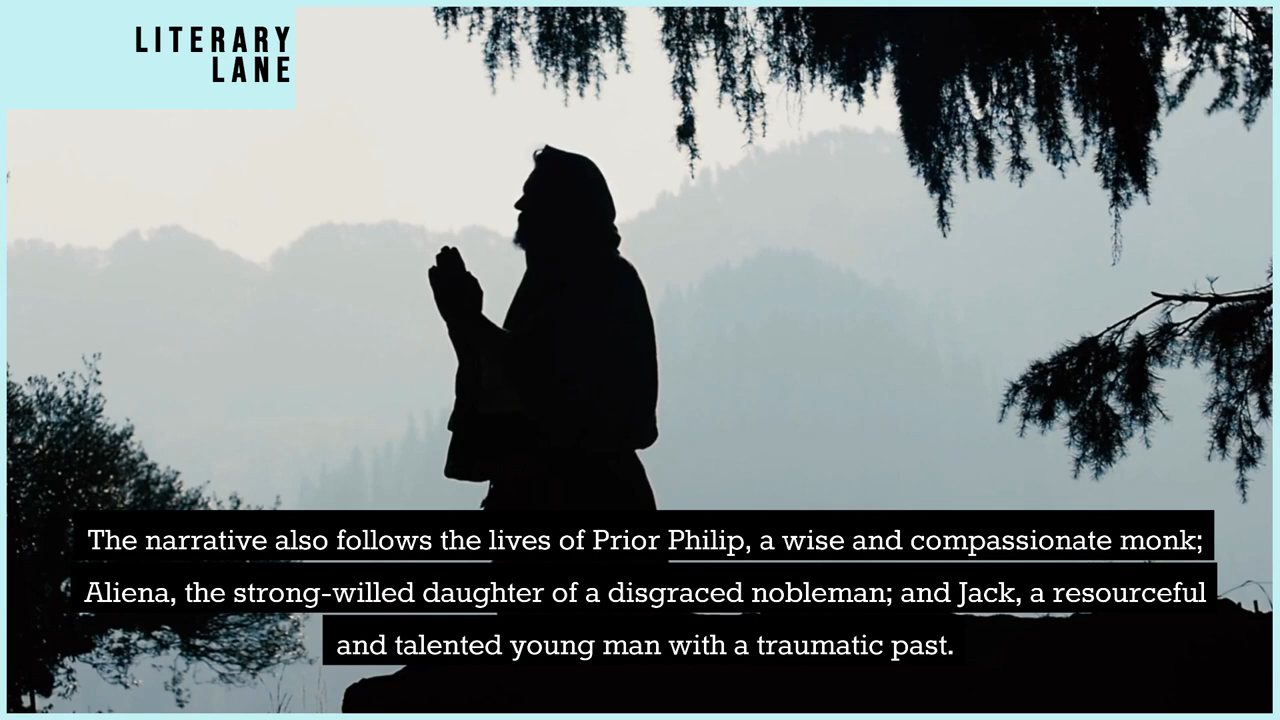 LITERARY
LANE
The narrative also follows the lives of Prior Philip, a wise and compassionate monk;
Aliena, the strong-willed daughter of a disgraced nobleman; and Jack, a resourceful
and talented young man with a traumatic past.